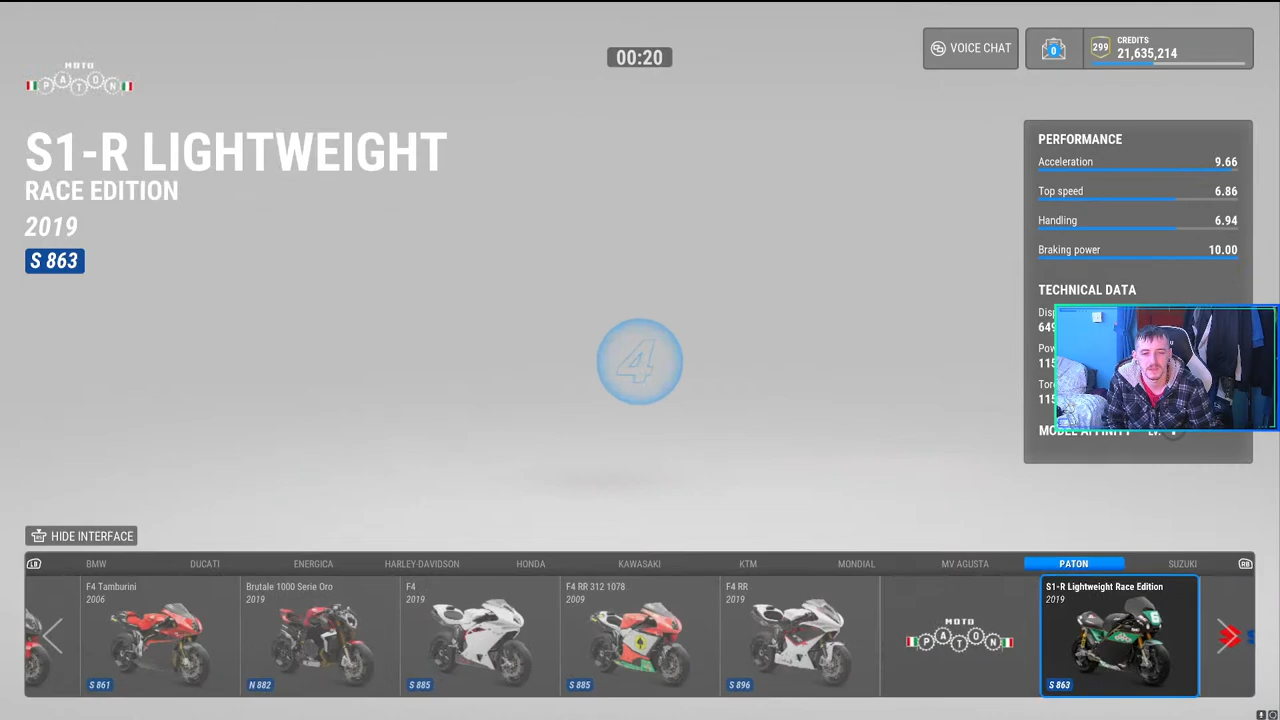 00:20
VOICE CHAT
0
299
CREDITS
21,635,214
MOTO
PATON
S1-R LIGHTWEIGHT
RACE EDITION
2019
S 863
PERFORMANCE
Acceleration 9.66
Top speed 6.86
Handling 6.94
Braking power 10.00
TECHNICAL DATA
4
HIDE INTERFACE
LB BMW DUCATI ENERGICA HARLEY-DAVIDSON HONDA KAWASAKI KTM MONDIAL MV AGUSTA PATON SUZUKI RB
F4 Tamburini
2006
S 861
Brutale 1000 Serie Oro
2019
N 882
F4
2019
S 885
F4 RR 312 1078
2009
S 885
F4 RR
2019
S 896
MOTO
PATON
S1-R Lightweight Race Edition
2019
S 863